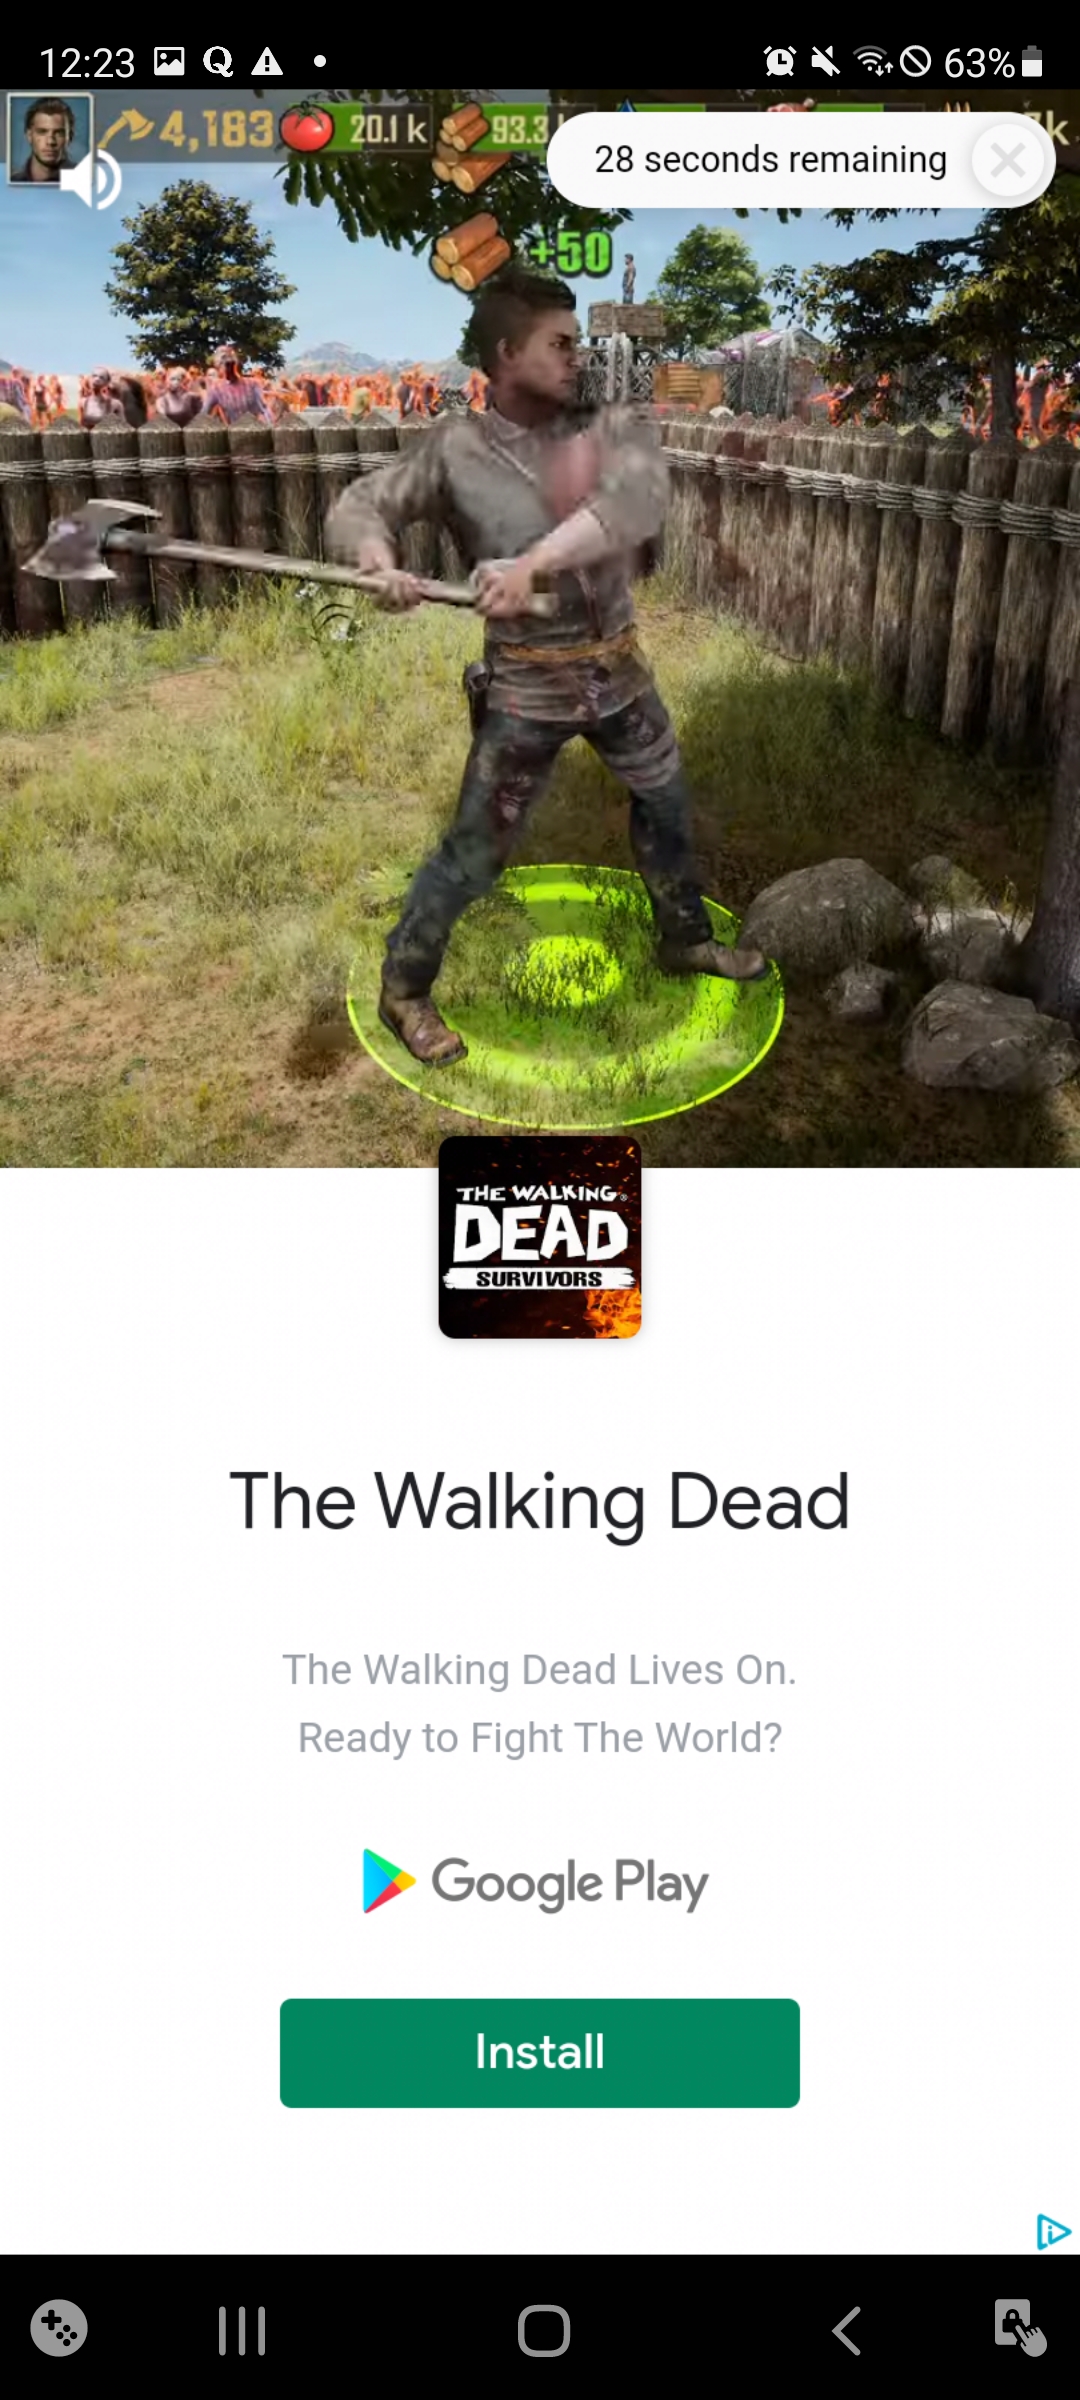 12:23
63%
4,183
20.1 k
93.3
28 seconds remaining
+50
THE WALKING®
DEAD
SURVIVORS
The Walking Dead
The Walking Dead Lives On.
Ready to Fight The World?
Google Play
Install